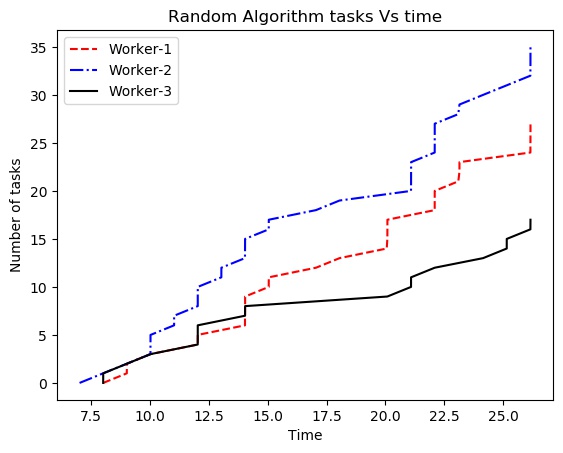 Random Algorithm tasks Vs time
Worker-1
Worker-2
Worker-3
Number of tasks
35
30
25
20
15
10
5
0
7.5 10.0 12.5 15.0 17.5 20.0 22.5 25.0
Time